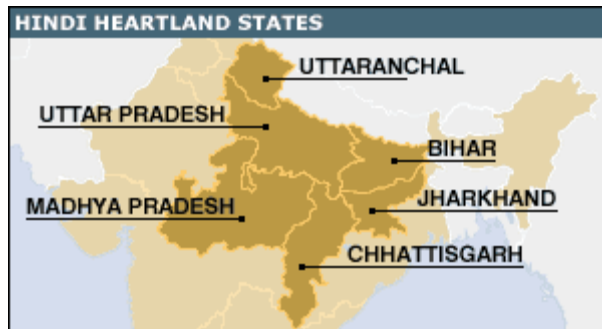 HINDI HEARTLAND STATES
UTTARANCHAL
UTTAR PRADESH
BIHAR
MADHYA PRADESH
JHARKHAND
CHHATTISGARH